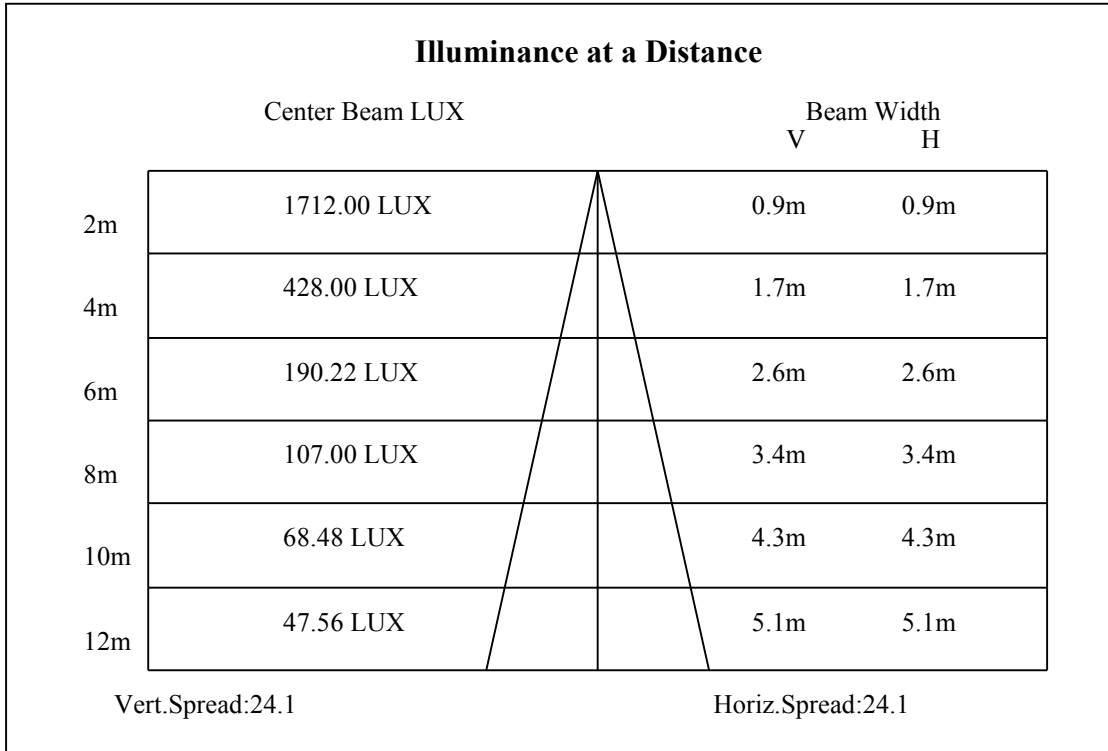 Illuminance at a Distance
Center Beam LUX Beam Width
V H
2m 1712.00 LUX 0.9m 0.9m
4m 428.00 LUX 1.7m 1.7m
6m 190.22 LUX 2.6m 2.6m
8m 107.00 LUX 3.4m 3.4m
10m 68.48 LUX 4.3m 4.3m
12m 47.56 LUX 5.1m 5.1m
Vert.Spread:24.1 Horiz.Spread:24.1